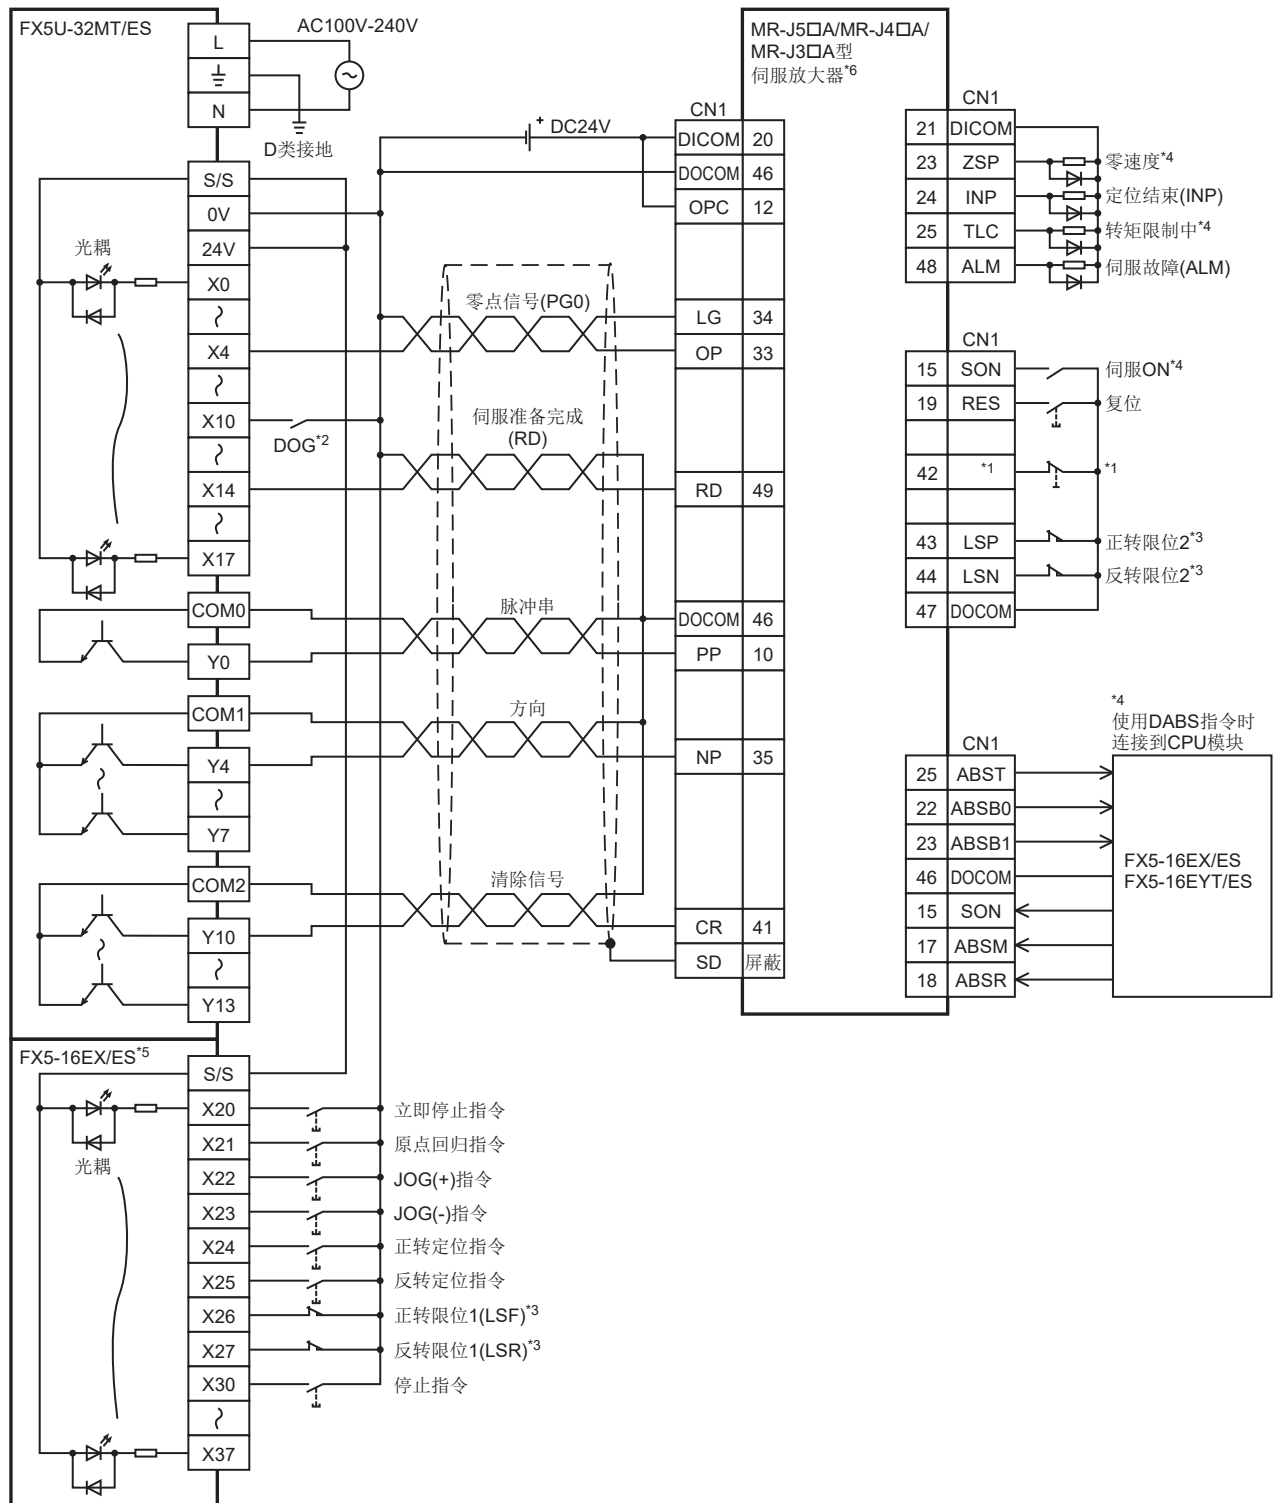 FX5U-32MT/ES
L
N
AC100V-240V
D类接地
S/S
0V
24V
光耦
X0
X4
X10
DOG*2
X14
X17
COM0
Y0
COM1
Y4
Y7
COM2
Y10
Y13
+ DC24V
零点信号(PG0)
伺服准备完成
(RD)
脉冲串
方向
清除信号
MR-J5□A/MR-J4□A/
MR-J3□A型
伺服放大器*6
CN1
DICOM 20
DOCOM 46
OPC 12
LG 34
OP 33
RD 49
DOCOM 46
PP 10
NP 35
CR 41
SD 屏蔽
CN1
21 DICOM
23 ZSP 零速度*4
24 INP 定位结束(INP)
25 TLC 转矩限制中*4
48 ALM 伺服故障(ALM)
CN1
15 SON 伺服ON*4
19 RES 复位
42 *1 *1
43 LSP 正转限位2*3
44 LSN 反转限位2*3
47 DOCOM
*4
使用DABS指令时
连接到CPU模块
CN1
25 ABST
22 ABSB0
23 ABSB1
46 DOCOM
15 SON
17 ABSM
18 ABSR
FX5-16EX/ES
FX5-16EYT/ES
FX5-16EX/ES*5
S/S
光耦
X20 立即停止指令
X21 原点回归指令
X22 JOG(+)指令
X23 JOG(-)指令
X24 正转定位指令
X25 反转定位指令
X26 正转限位1(LSF)*3
X27 反转限位1(LSR)*3
X30 停止指令
X37